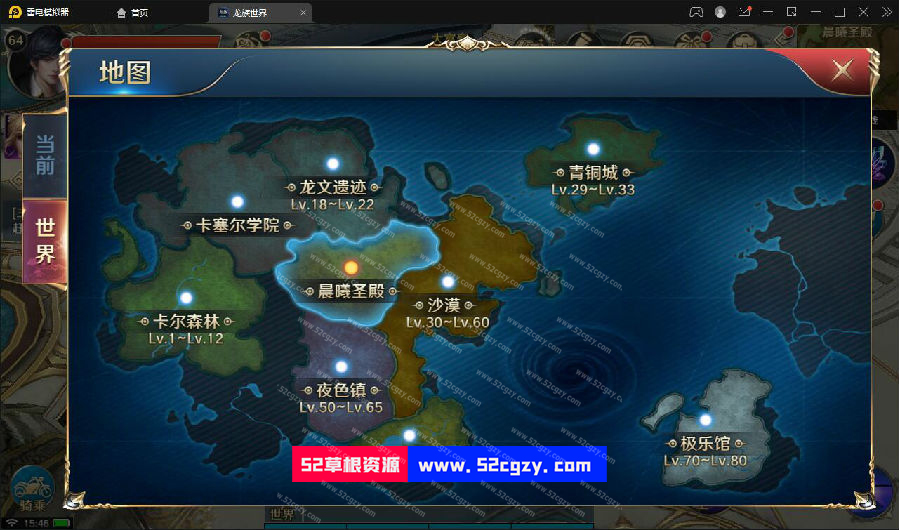 雷电模拟器
首页
龙族世界
64
晨曦圣殿
地图
当前
世界
龙文遗迹
Lv.18~Lv.22
青铜城
Lv.29~Lv.33
卡塞尔学院
晨曦圣殿
沙漠
Lv.30~Lv.60
卡尔森林
Lv.1~Lv.12
夜色镇
Lv.50~Lv.65
极乐馆
Lv.70~Lv.80
52草根资源 www.52cgzy.com
www.52cgzy.com
骑乘
世界
15:46